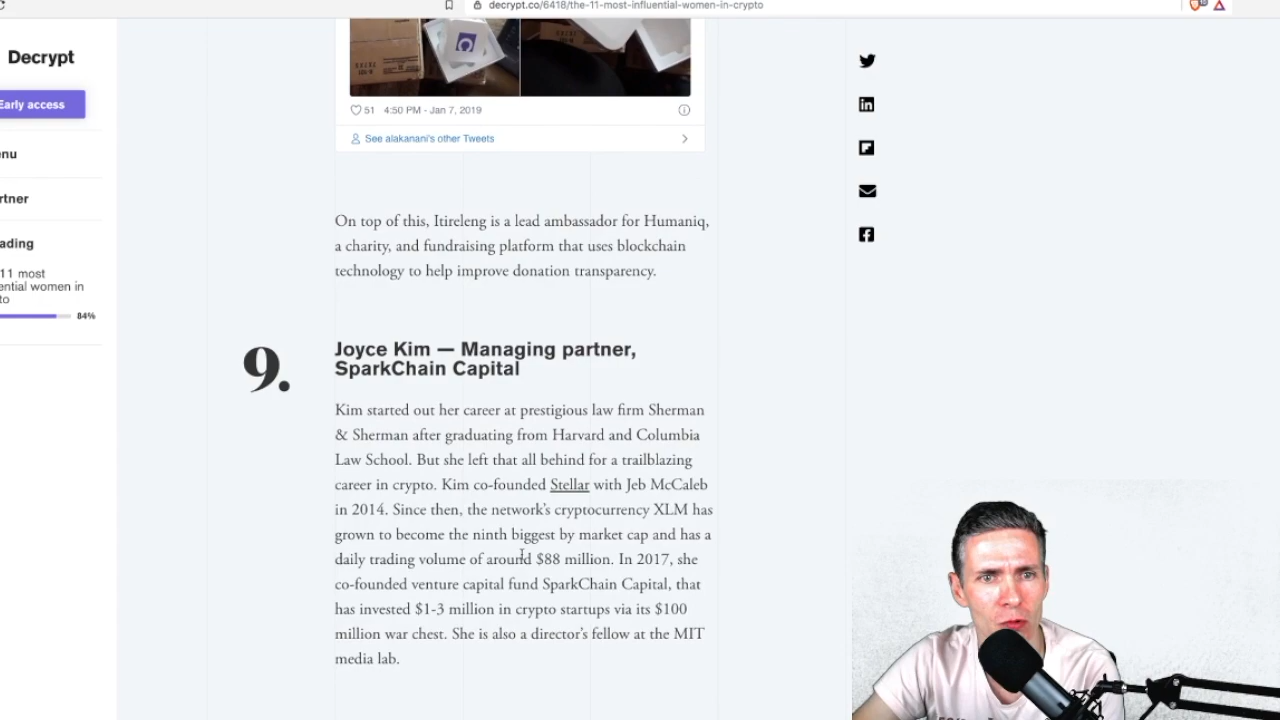 decrypt.co/6418/the-11-most-influential-women-in-crypto
Decrypt
Early access
enu
rtner
ading
11 most
ential women in
to
84%
51 4:50 PM - Jan 7, 2019
See alakanani's other Tweets
On top of this, Itireleng is a lead ambassador for Humaniq,
a charity, and fundraising platform that uses blockchain
technology to help improve donation transparency.
9.
Joyce Kim — Managing partner,
SparkChain Capital
Kim started out her career at prestigious law firm Sherman
& Sherman after graduating from Harvard and Columbia
Law School. But she left that all behind for a trailblazing
career in crypto. Kim co-founded Stellar with Jeb McCaleb
in 2014. Since then, the network's cryptocurrency XLM has
grown to become the ninth biggest by market cap and has a
daily trading volume of around $88 million. In 2017, she
co-founded venture capital fund SparkChain Capital, that
has invested $1-3 million in crypto startups via its $100
million war chest. She is also a director's fellow at the MIT
media lab.